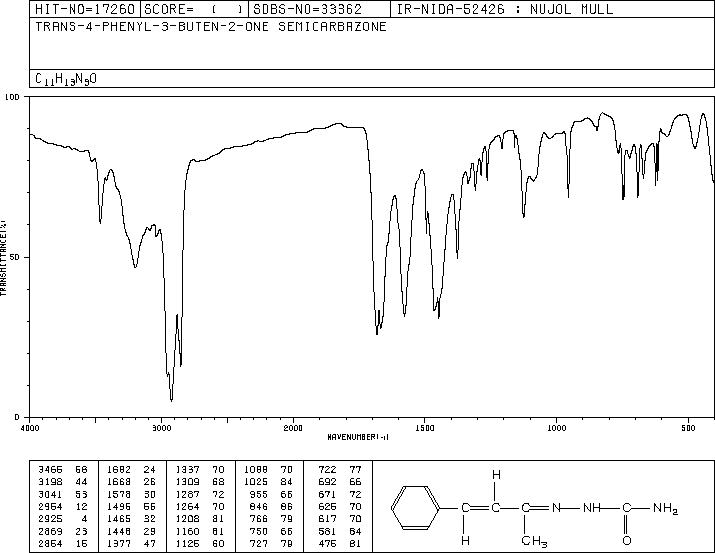 HIT-NO=17260 SCORE= ( ) SDBS-NO=33362 IR-NIDA-52426 : NUJOL MULL
TRANS-4-PHENYL-3-BUTEN-2-ONE SEMICARBAZONE
C11H13N3O
100
50
0
TRANSMITTANCE(%)
4000 3000 2000 1500 1000 500
WAVENUMBER(-1)
3466 58 1682 24 1337 70 1088 70 722 77
3198 44 1668 26 1309 68 1025 84 692 66
3041 53 1578 30 1287 72 955 66 671 72
2954 12 1495 55 1264 70 846 86 625 70
2925 4 1465 32 1208 81 766 79 617 70
2869 23 1448 29 1160 81 750 66 581 84
2854 15 1377 47 1125 60 727 79 475 81
H
C C C N NH C NH2
H CH3 O